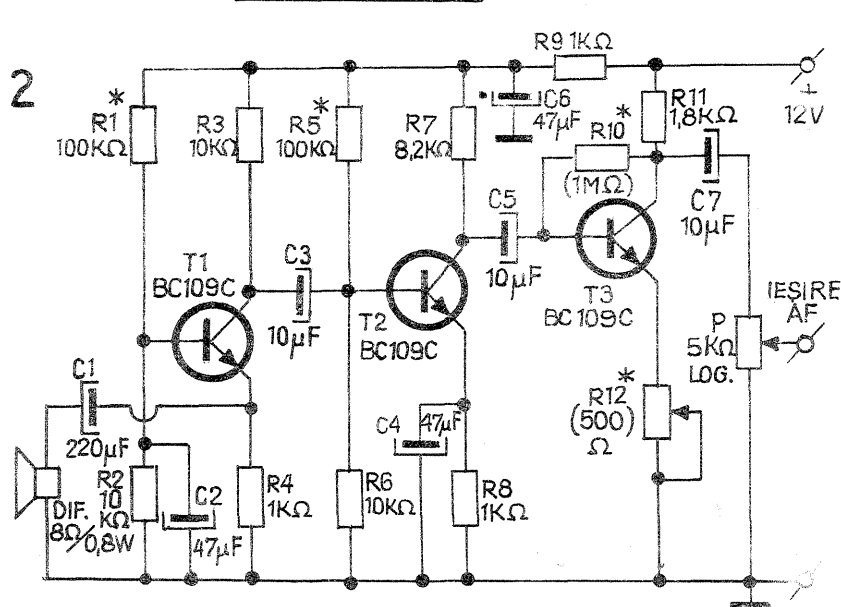 2
R9 1KΩ
+
12V
C6
47µF
*
R1
100KΩ
R3
10KΩ
*
R5
100KΩ
R7
8,2KΩ
*
R10
(1MΩ)
R11
1,8KΩ
C7
10µF
C5
10µF
T1
BC109C
C3
10µF
T2
BC109C
T3
BC109C
IEȘIRE
AF
P
5KΩ
LOG.
C1
220µF
*
R12
(500)
Ω
C4
47µF
R2
10
KΩ
C2
47µF
R4
1KΩ
R6
10KΩ
R8
1KΩ
DIF.
8Ω/0,8W